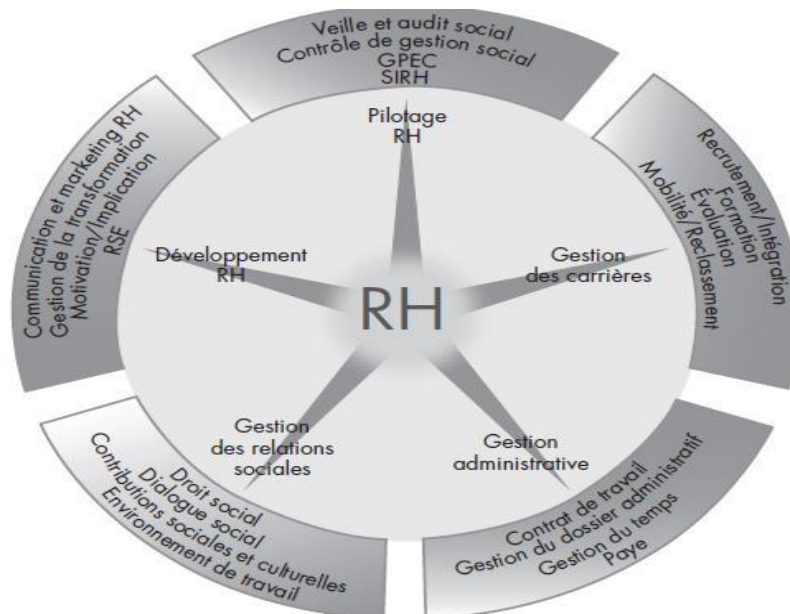 Veille et audit social
Contrôle de gestion social
GPEC
SIRH
Pilotage
RH
Recrutement/Intégration
Formation
Évaluation
Mobilité/Reclassement
Gestion
des carrières
Communication et marketing RH
Gestion de la transformation
Motivation/Implication
RSE
Développement
RH
RH
Gestion
des relations
sociales
Droit social
Dialogue social
Contributions sociales et culturelles
Environnement de travail
Gestion
administrative
Contrat de travail
Gestion du dossier administratif
Gestion du temps
Paye